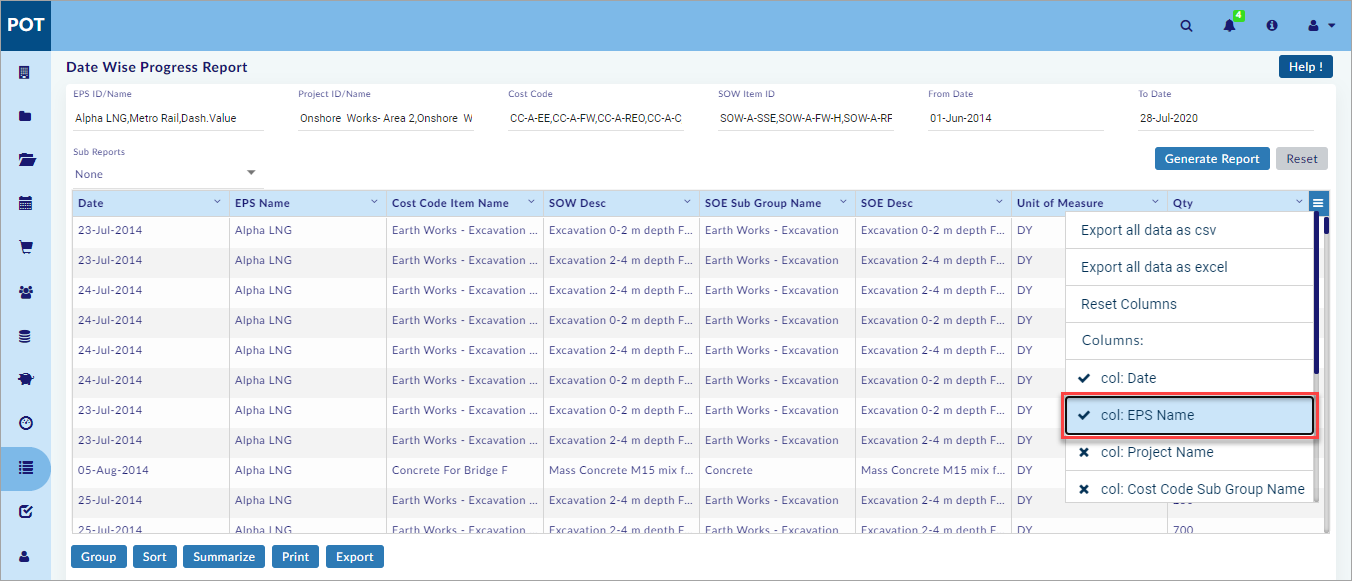 POT
4
Date Wise Progress Report
Help !
EPS ID/Name Project ID/Name Cost Code SOW Item ID From Date To Date
Alpha LNG,Metro Rail,Dash.Value Onshore Works- Area 2,Onshore W CC-A-EE,CC-A-FW,CC-A-REO,CC-A-C SOW-A-SSE,SOW-A-FW-H,SOW-A-RF 01-Jun-2014 28-Jul-2020
Sub Reports
None
Generate Report Reset
Date EPS Name Cost Code Item Name SOW Desc SOE Sub Group Name SOE Desc Unit of Measure Qty
23-Jul-2014 Alpha LNG Earth Works - Excavation ... Excavation 0-2 m depth F... Earth Works - Excavation Excavation 0-2 m depth F... DY
23-Jul-2014 Alpha LNG Earth Works - Excavation ... Excavation 2-4 m depth F... Earth Works - Excavation Excavation 2-4 m depth F... DY
24-Jul-2014 Alpha LNG Earth Works - Excavation ... Excavation 2-4 m depth F... Earth Works - Excavation Excavation 2-4 m depth F... DY
24-Jul-2014 Alpha LNG Earth Works - Excavation ... Excavation 0-2 m depth F... Earth Works - Excavation Excavation 0-2 m depth F... DY
24-Jul-2014 Alpha LNG Earth Works - Excavation ... Excavation 2-4 m depth F... Earth Works - Excavation Excavation 2-4 m depth F... DY
24-Jul-2014 Alpha LNG Earth Works - Excavation ... Excavation 0-2 m depth F... Earth Works - Excavation Excavation 0-2 m depth F... DY
23-Jul-2014 Alpha LNG Earth Works - Excavation ... Excavation 0-2 m depth F... Earth Works - Excavation Excavation 0-2 m depth F... DY
23-Jul-2014 Alpha LNG Earth Works - Excavation ... Excavation 2-4 m depth F... Earth Works - Excavation Excavation 2-4 m depth F... DY
05-Aug-2014 Alpha LNG Concrete For Bridge F Mass Concrete M15 mix f... Concrete Mass Concrete M15 mix f... DY
25-Jul-2014 Alpha LNG Earth Works - Excavation ... Excavation 0-2 m depth F... Earth Works - Excavation Excavation 0-2 m depth F... DY
25-Jul-2014 Alpha LNG Earth Works - Excavation ... Excavation 2-4 m depth F... Earth Works - Excavation Excavation 2-4 m depth F... DY 700
Export all data as csv
Export all data as excel
Reset Columns
Columns:
col: Date
col: EPS Name
col: Project Name
col: Cost Code Sub Group Name
Group Sort Summarize Print Export